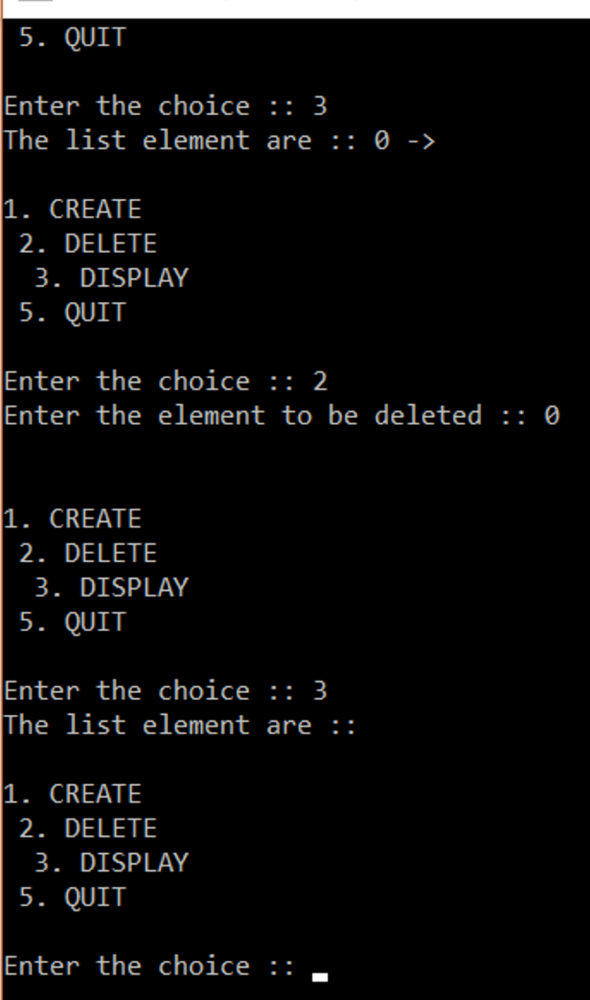 5. QUIT
Enter the choice :: 3
The list element are :: 0 ->
1. CREATE
2. DELETE
3. DISPLAY
5. QUIT
Enter the choice :: 2
Enter the element to be deleted :: 0
1. CREATE
2. DELETE
3. DISPLAY
5. QUIT
Enter the choice :: 3
The list element are ::
1. CREATE
2. DELETE
3. DISPLAY
5. QUIT
Enter the choice ::